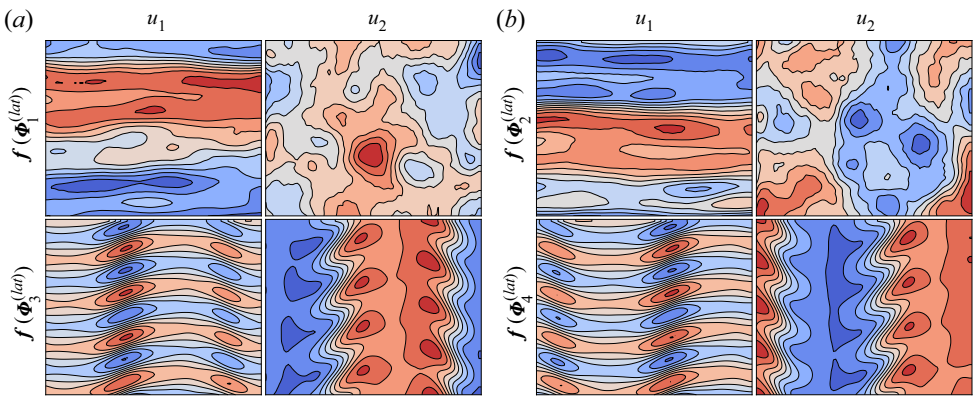 (a) u₁ u₂ (b) u₁ u₂
f (Φ₁^(lat)) f (Φ₂^(lat))
f (Φ₃^(lat)) f (Φ₄^(lat))